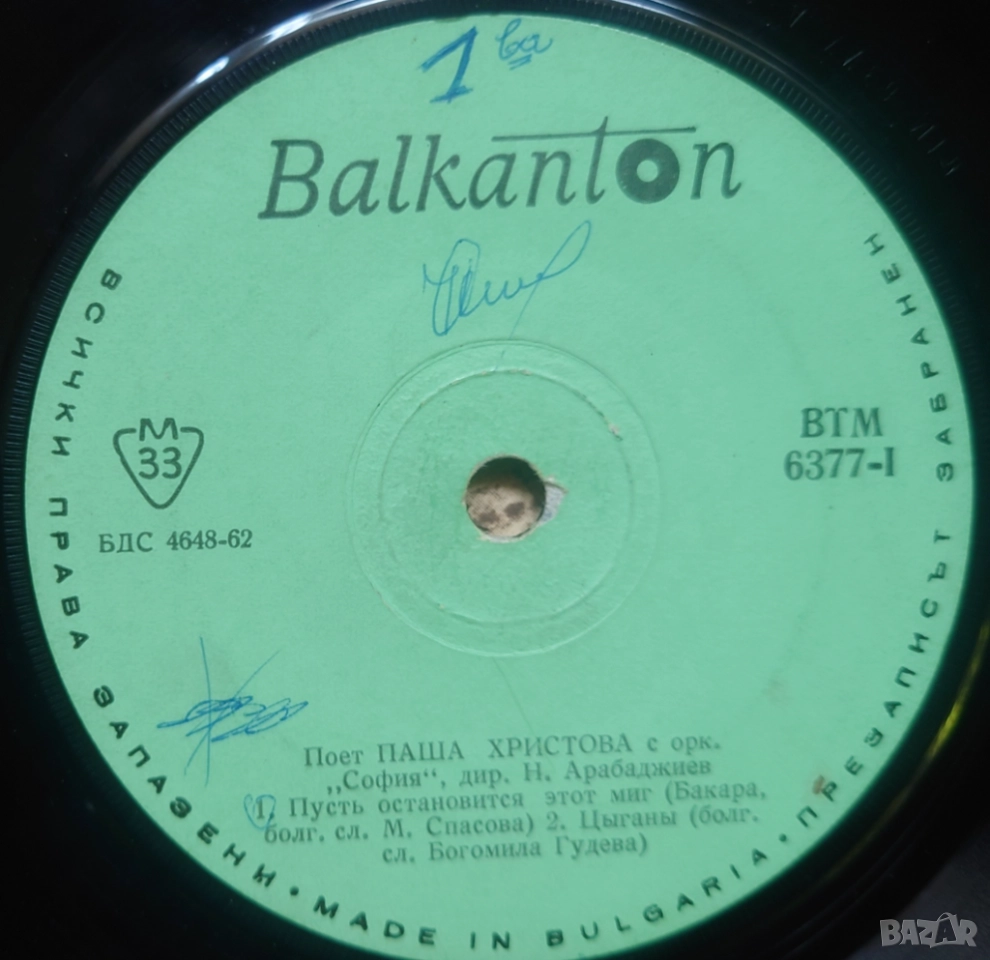 1 ва
Balkanton
ВСИЧКИ ПРАВА ЗАПАЗЕНИ • MADE IN BULGARIA • ПРЕЗАПИСЪТ ЗАБРАНЕН
М
33
БДС 4648-62
ВТМ
6377-I
Поет ПАША ХРИСТОВА с орк.
„София“, дир. Н. Арабаджиев
1. Пусть остановится этот миг (Бакара,
болг. сл. М. Спасова) 2. Цыганы (болг.
сл. Богомила Гудева)
BAZAR